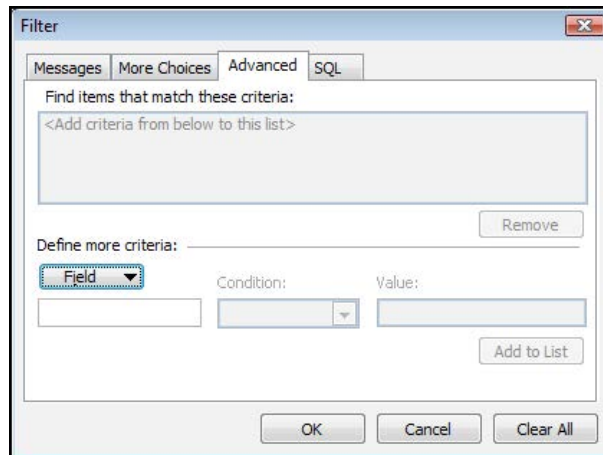 Filter
Messages More Choices Advanced SQL
Find items that match these criteria:
<Add criteria from below to this list>
Remove
Define more criteria:
Field
Condition: Value:
Add to List
OK Cancel Clear All